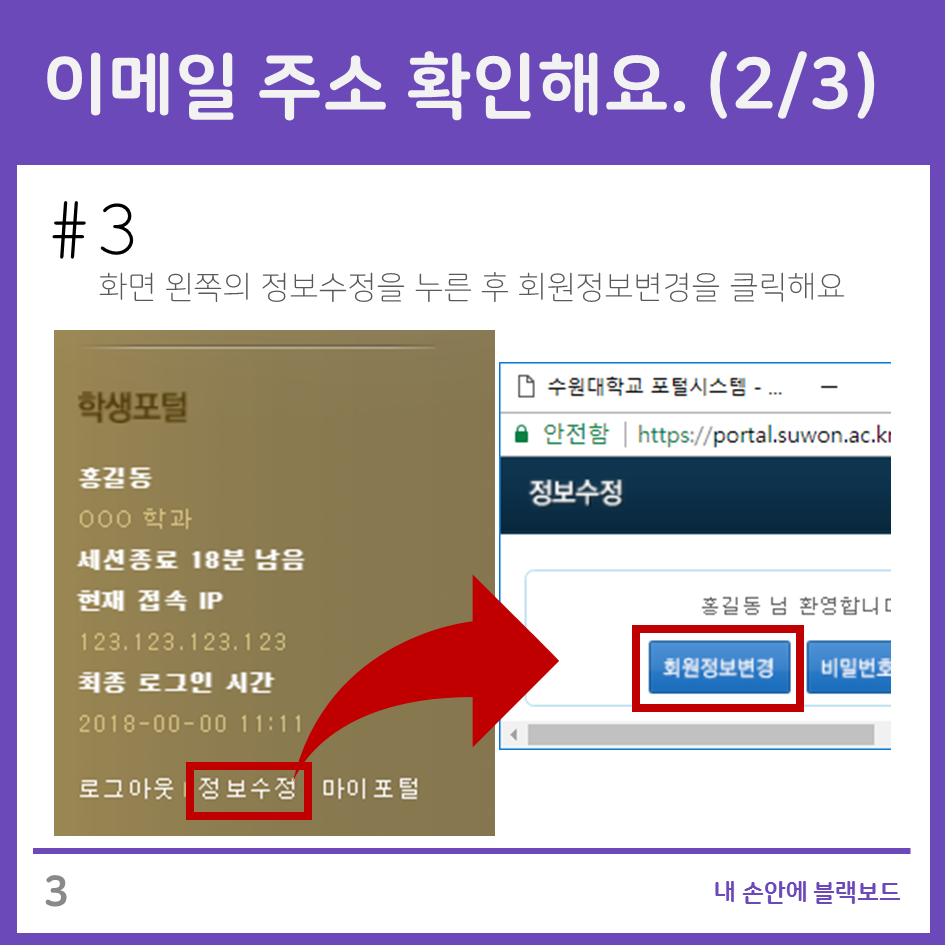 이메일 주소 확인해요. (2/3)
#3
화면 왼쪽의 정보수정을 누른 후 회원정보변경을 클릭해요
학생포털
홍길동
OOO 학과
세션종료 18분 남음
현재 접속 IP
123.123.123.123
최종 로그인 시간
2018-00-00 11:11
로그아웃 | 정보수정 마이포털
수원대학교 포털시스템 - ...
안전함 | https://portal.suwon.ac.kr
정보수정
홍길동 님 환영합니다
회원정보변경 비밀번호
3
내 손안에 블랙보드